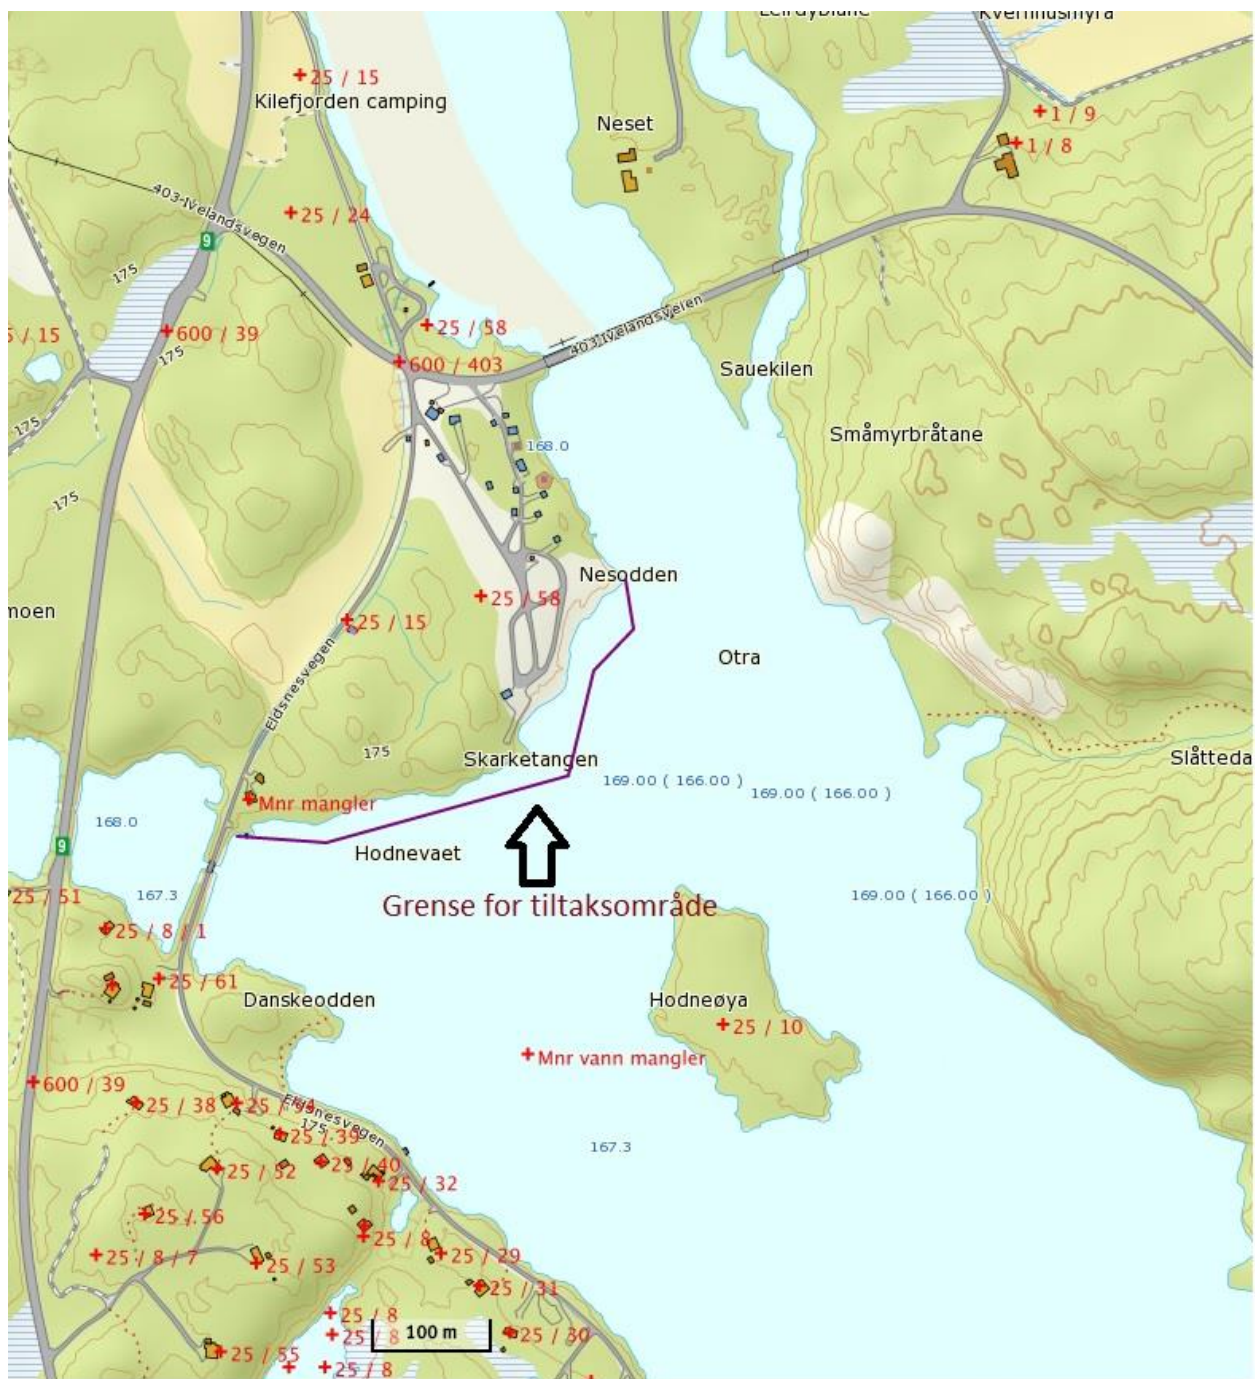 Kvernhusmyra
25 / 15
Kilefjorden camping
1 / 9
Neset
1 / 8
403-Ivelandsvegen
25 / 24
9
175
25 / 58
5 / 15
600 / 39
403 Ivelandsveien
175
600 / 403
Sauekilen
175
Småmyrbråtane
168.0
175
Nesodden
25 / 58
moen
25 / 15
Otra
Eldsnesvegen
175
Skarketangen
Slåtteda
169.00 ( 166.00 )
169.00 ( 166.00 )
Mnr mangler
168.0
9
Hodnevaet
167.3
25 / 51
169.00 ( 166.00 )
Grense for tiltaksområde
25 / 8 / 1
25 / 61
Danskeodden
Hodneøya
25 / 10
Mnr vann mangler
600 / 39
25 / 38
Eldsnesvegen
175
25 / 39
167.3
25 / 52
25 / 40
25 / 32
25 / 56
25 / 8
25 / 8 / 7
25 / 53
25 / 29
25 / 31
25 / 8
100 m
25 / 8
25 / 30
25 / 55
25 / 8